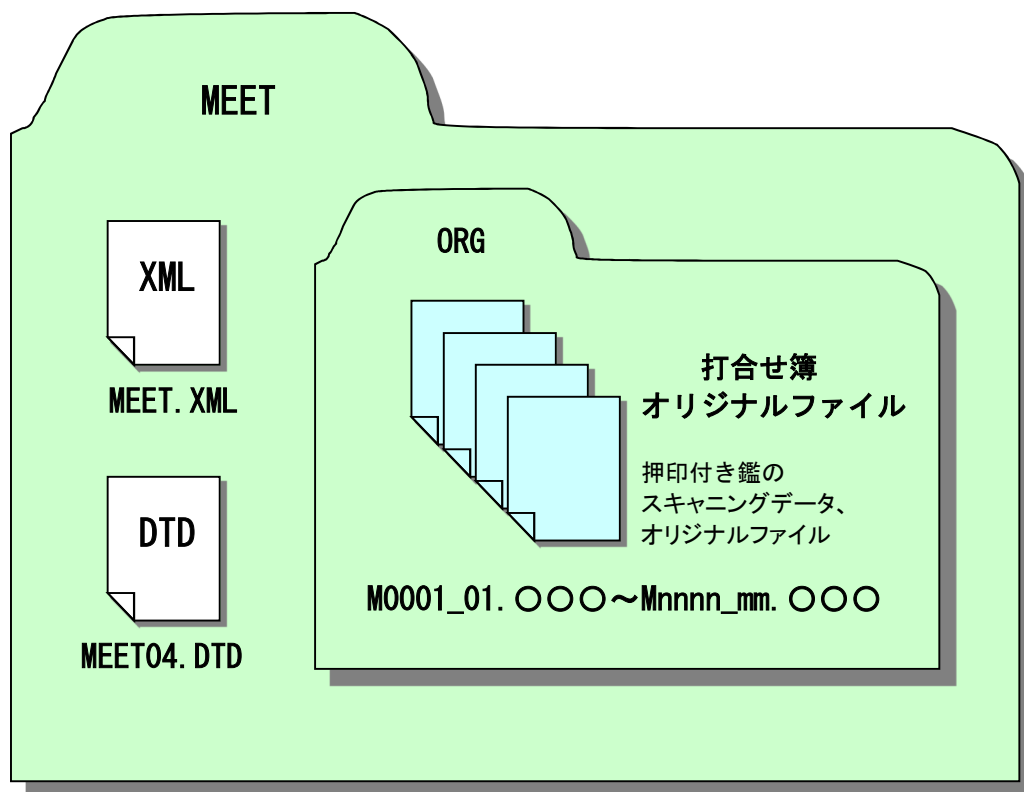 MEET
XML
MEET.XML
DTD
MEET04.DTD
ORG
打合せ簿
オリジナルファイル
押印付き鑑の
スキャニングデータ、
オリジナルファイル
M0001_01.○○○～Mnnnn_mm.○○○